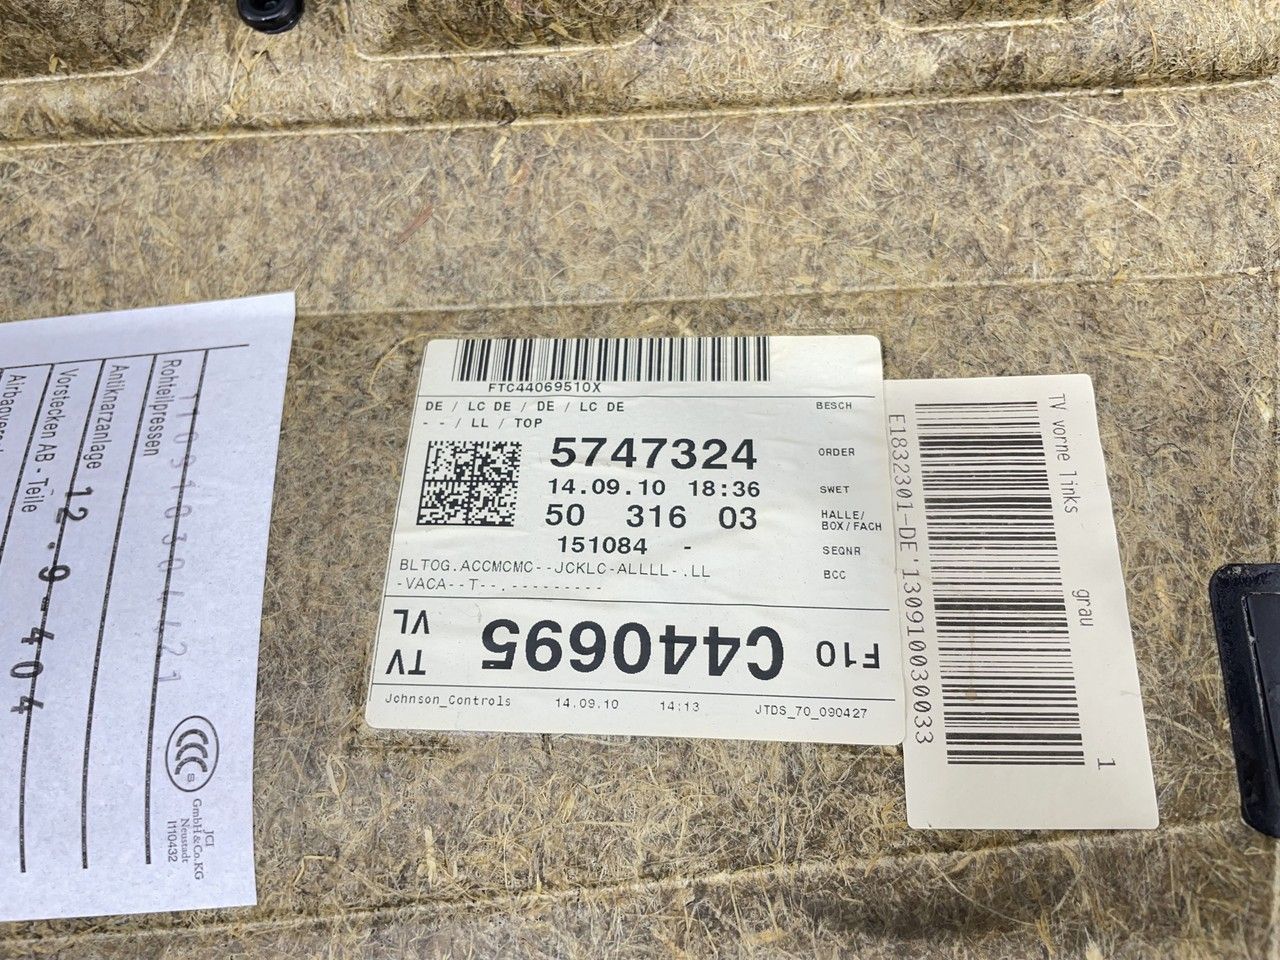 FTC44069510X
DE / LC DE / DE / LC DE BESCH
- - / LL / TOP
5747324 ORDER
14.09.10 18:36 SWET
50 316 03 HALLE/
BOX/FACH
151084 - SEQNR
BLTOG.ACCMCMC--JCKLC-ALLLL-.LL BCC
-VACA--T--.---------
F10 C440695 TV
VL
Johnson_Controls 14.09.10 14:13 JTDS_70_090427
TV vorne links grau 1
E1832301-DE'130910030033
Rohteilpressen
Antiknarzanlage
Vorstecken AB - Teile
12.9-404
CCC
S
JCI
GmbH & Co.KG
Neustadt
1110432